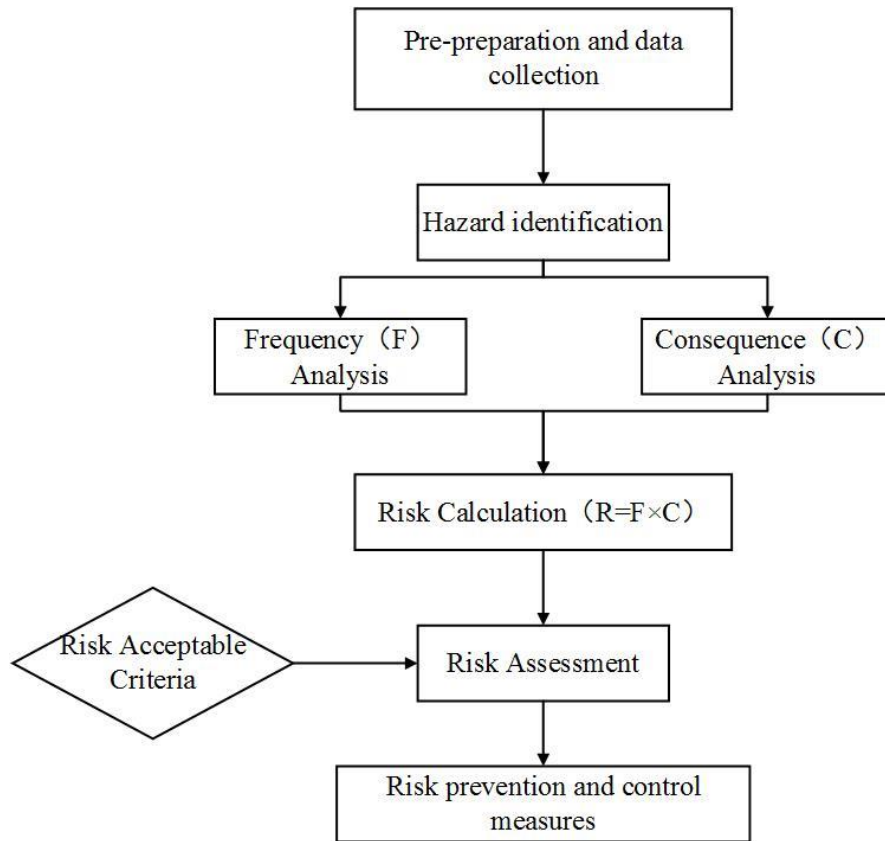 Pre-preparation and data
collection
Hazard identification
Frequency（F）
Analysis
Consequence（C）
Analysis
Risk Calculation（R=F×C）
Risk Acceptable
Criteria
Risk Assessment
Risk prevention and control
measures